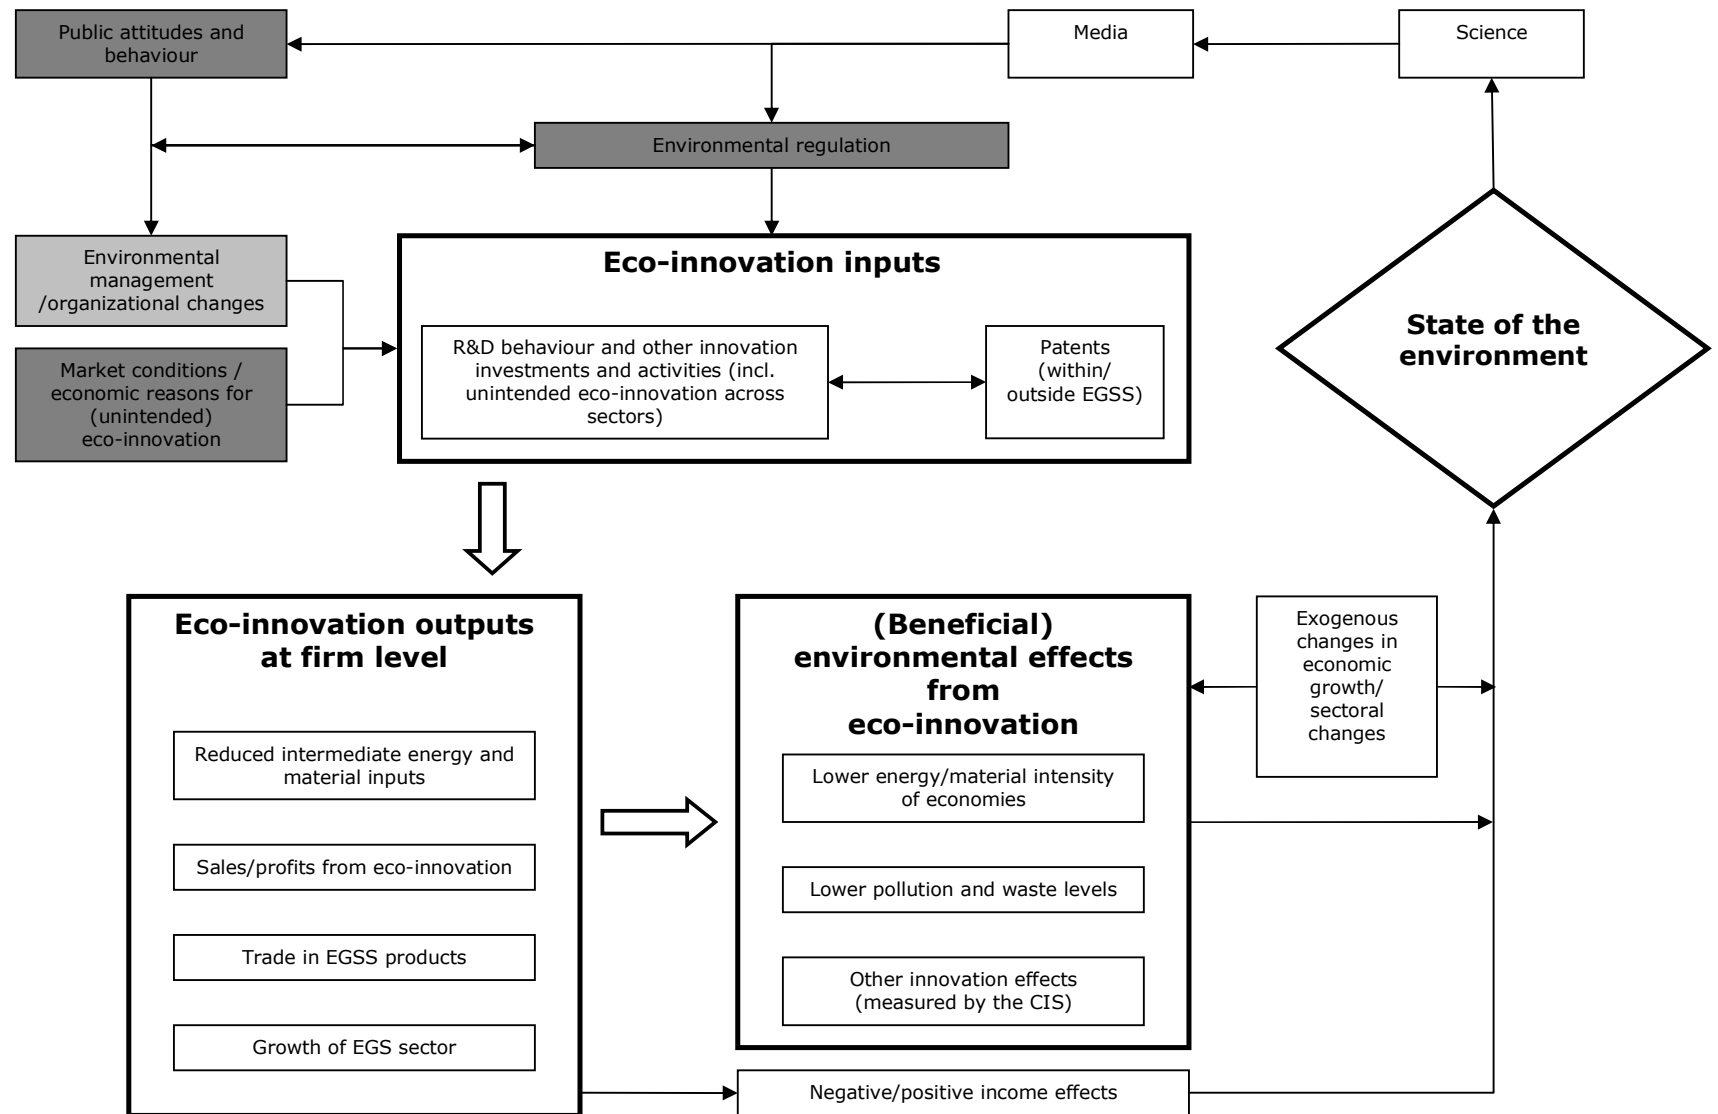 Public attitudes and
behaviour
Media
Science
Environmental regulation
Environmental
management
/organizational changes
Market conditions /
economic reasons for
(unintended)
eco-innovation
Eco-innovation inputs
R&D behaviour and other innovation
investments and activities (incl.
unintended eco-innovation across
sectors)
Patents
(within/
outside EGSS)
State of the
environment
Eco-innovation outputs
at firm level
Reduced intermediate energy and
material inputs
Sales/profits from eco-innovation
Trade in EGSS products
Growth of EGS sector
(Beneficial)
environmental effects
from
eco-innovation
Lower energy/material intensity
of economies
Lower pollution and waste levels
Other innovation effects
(measured by the CIS)
Exogenous
changes in
economic
growth/
sectoral
changes
Negative/positive income effects